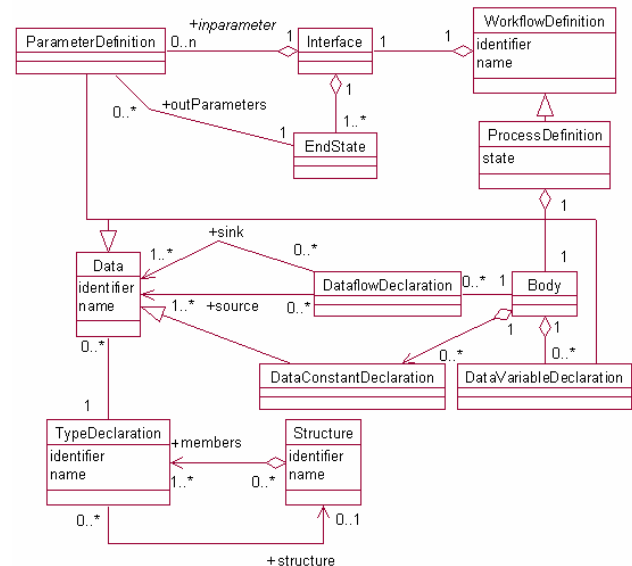 +inparameter
WorkflowDefinition
identifier
name
ParameterDefinition
0..n
1
Interface
1
1
1
+outParameters
0..*
1
1..*
EndState
ProcessDefinition
state
1
+sink
1..*
0..*
1
Data
identifier
name
DataflowDeclaration
0..*
1
Body
+source
1..*
0..*
1
1
0..*
0..*
0..*
DataConstantDeclaration
DataVariableDeclaration
1
TypeDeclaration
identifier
name
+members
1..*
0..*
Structure
identifier
name
0..*
0..1
+ structure